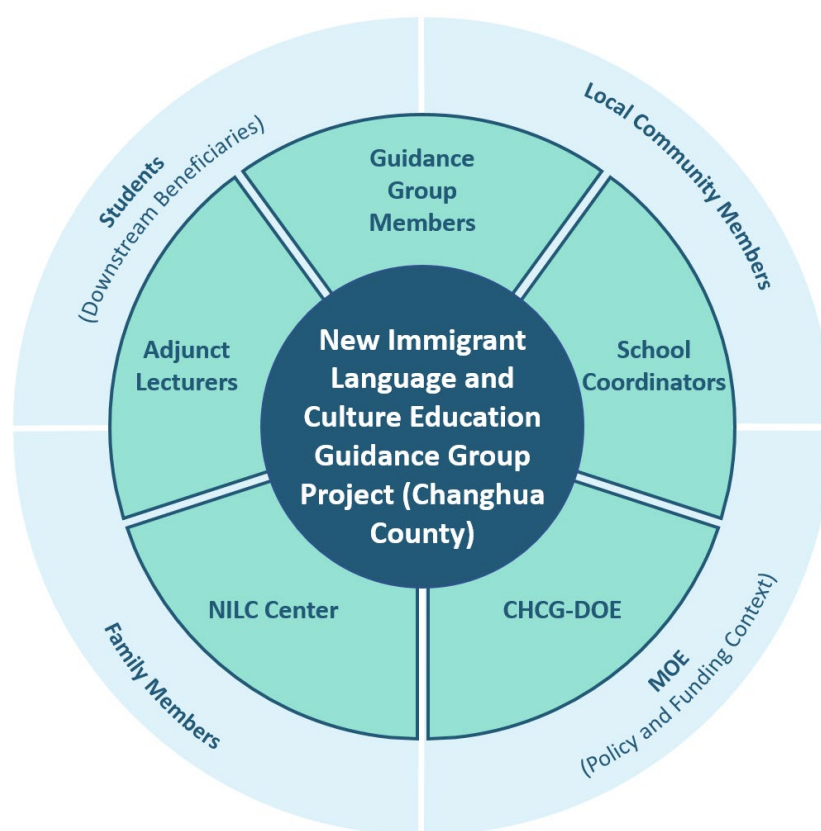 Students
(Downstream Beneficiaries)
Local Community Members
Guidance
Group
Members
Adjunct
Lecturers
School
Coordinators
New Immigrant
Language and
Culture Education
Guidance Group
Project (Changhua
County)
NILC Center
CHCG-DOE
Family Members
MOE
(Policy and Funding Context)